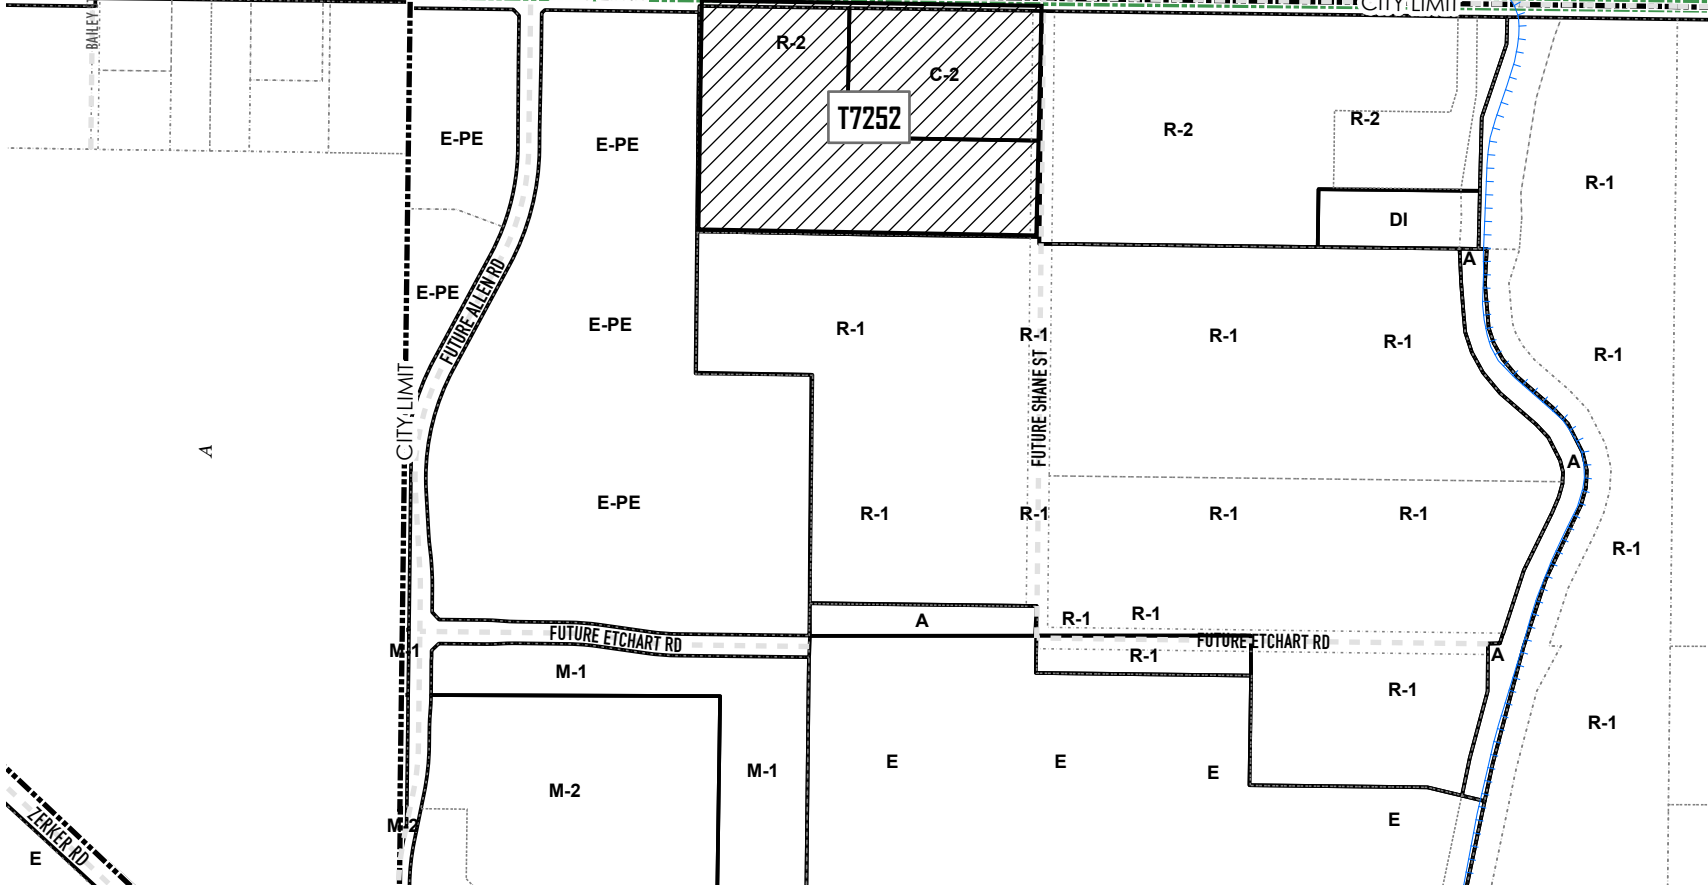 CITY LIMIT
BAHLEY
R-2
C-2
T7252
E-PE
E-PE
R-2
R-2
R-1
DI
A
E-PE
FUTURE ALLEN RD
E-PE
R-1
R-1
R-1
R-1
R-1
FUTURE SHANE ST
CITY LIMIT
A
A
E-PE
R-1
R-1
R-1
R-1
R-1
A
R-1
R-1
FUTURE ETCHART RD
FUTURE ETCHART RD
M-1
R-1
A
M-1
R-1
R-1
M-1
E
E
E
M-2
M-2
E
ZERKER RD
E